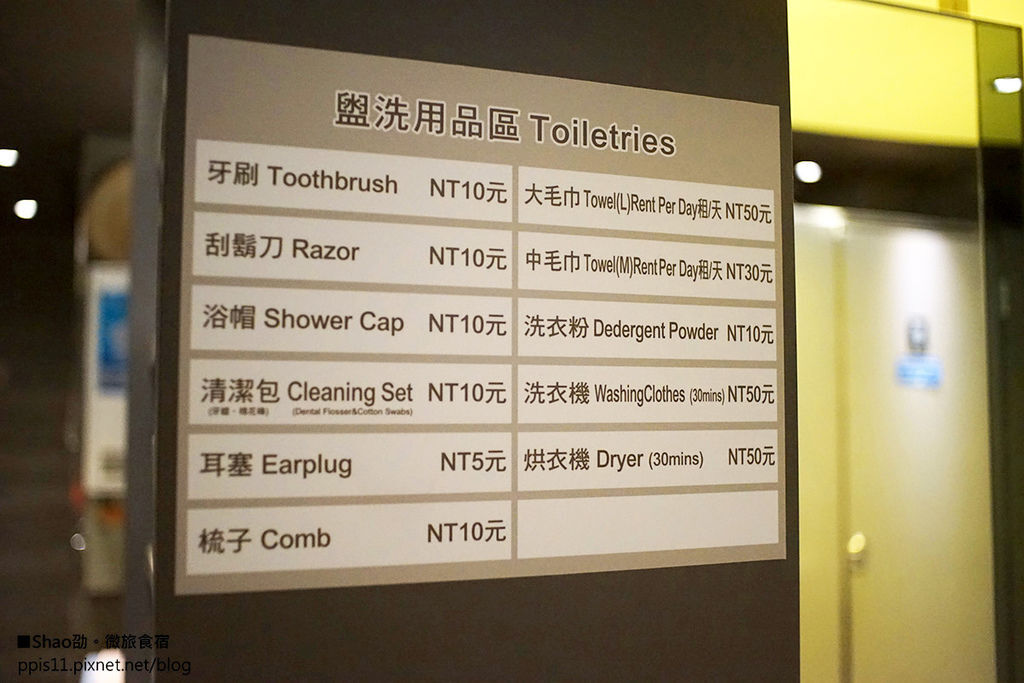 盥洗用品區 Toiletries
牙刷 Toothbrush NT10元
刮鬍刀 Razor NT10元
浴帽 Shower Cap NT10元
清潔包 Cleaning Set NT10元
(牙線、棉花棒) (Dental Flosser&Cotton Swabs)
耳塞 Earplug NT5元
梳子 Comb NT10元
大毛巾 Towel(L)Rent Per Day租/天 NT50元
中毛巾 Towel(M)Rent Per Day租/天 NT30元
洗衣粉 Dedergent Powder NT10元
洗衣機 WashingClothes (30mins) NT50元
烘衣機 Dryer (30mins) NT50元
■Shao劭。微旅食宿
ppis11.pixnet.net/blog